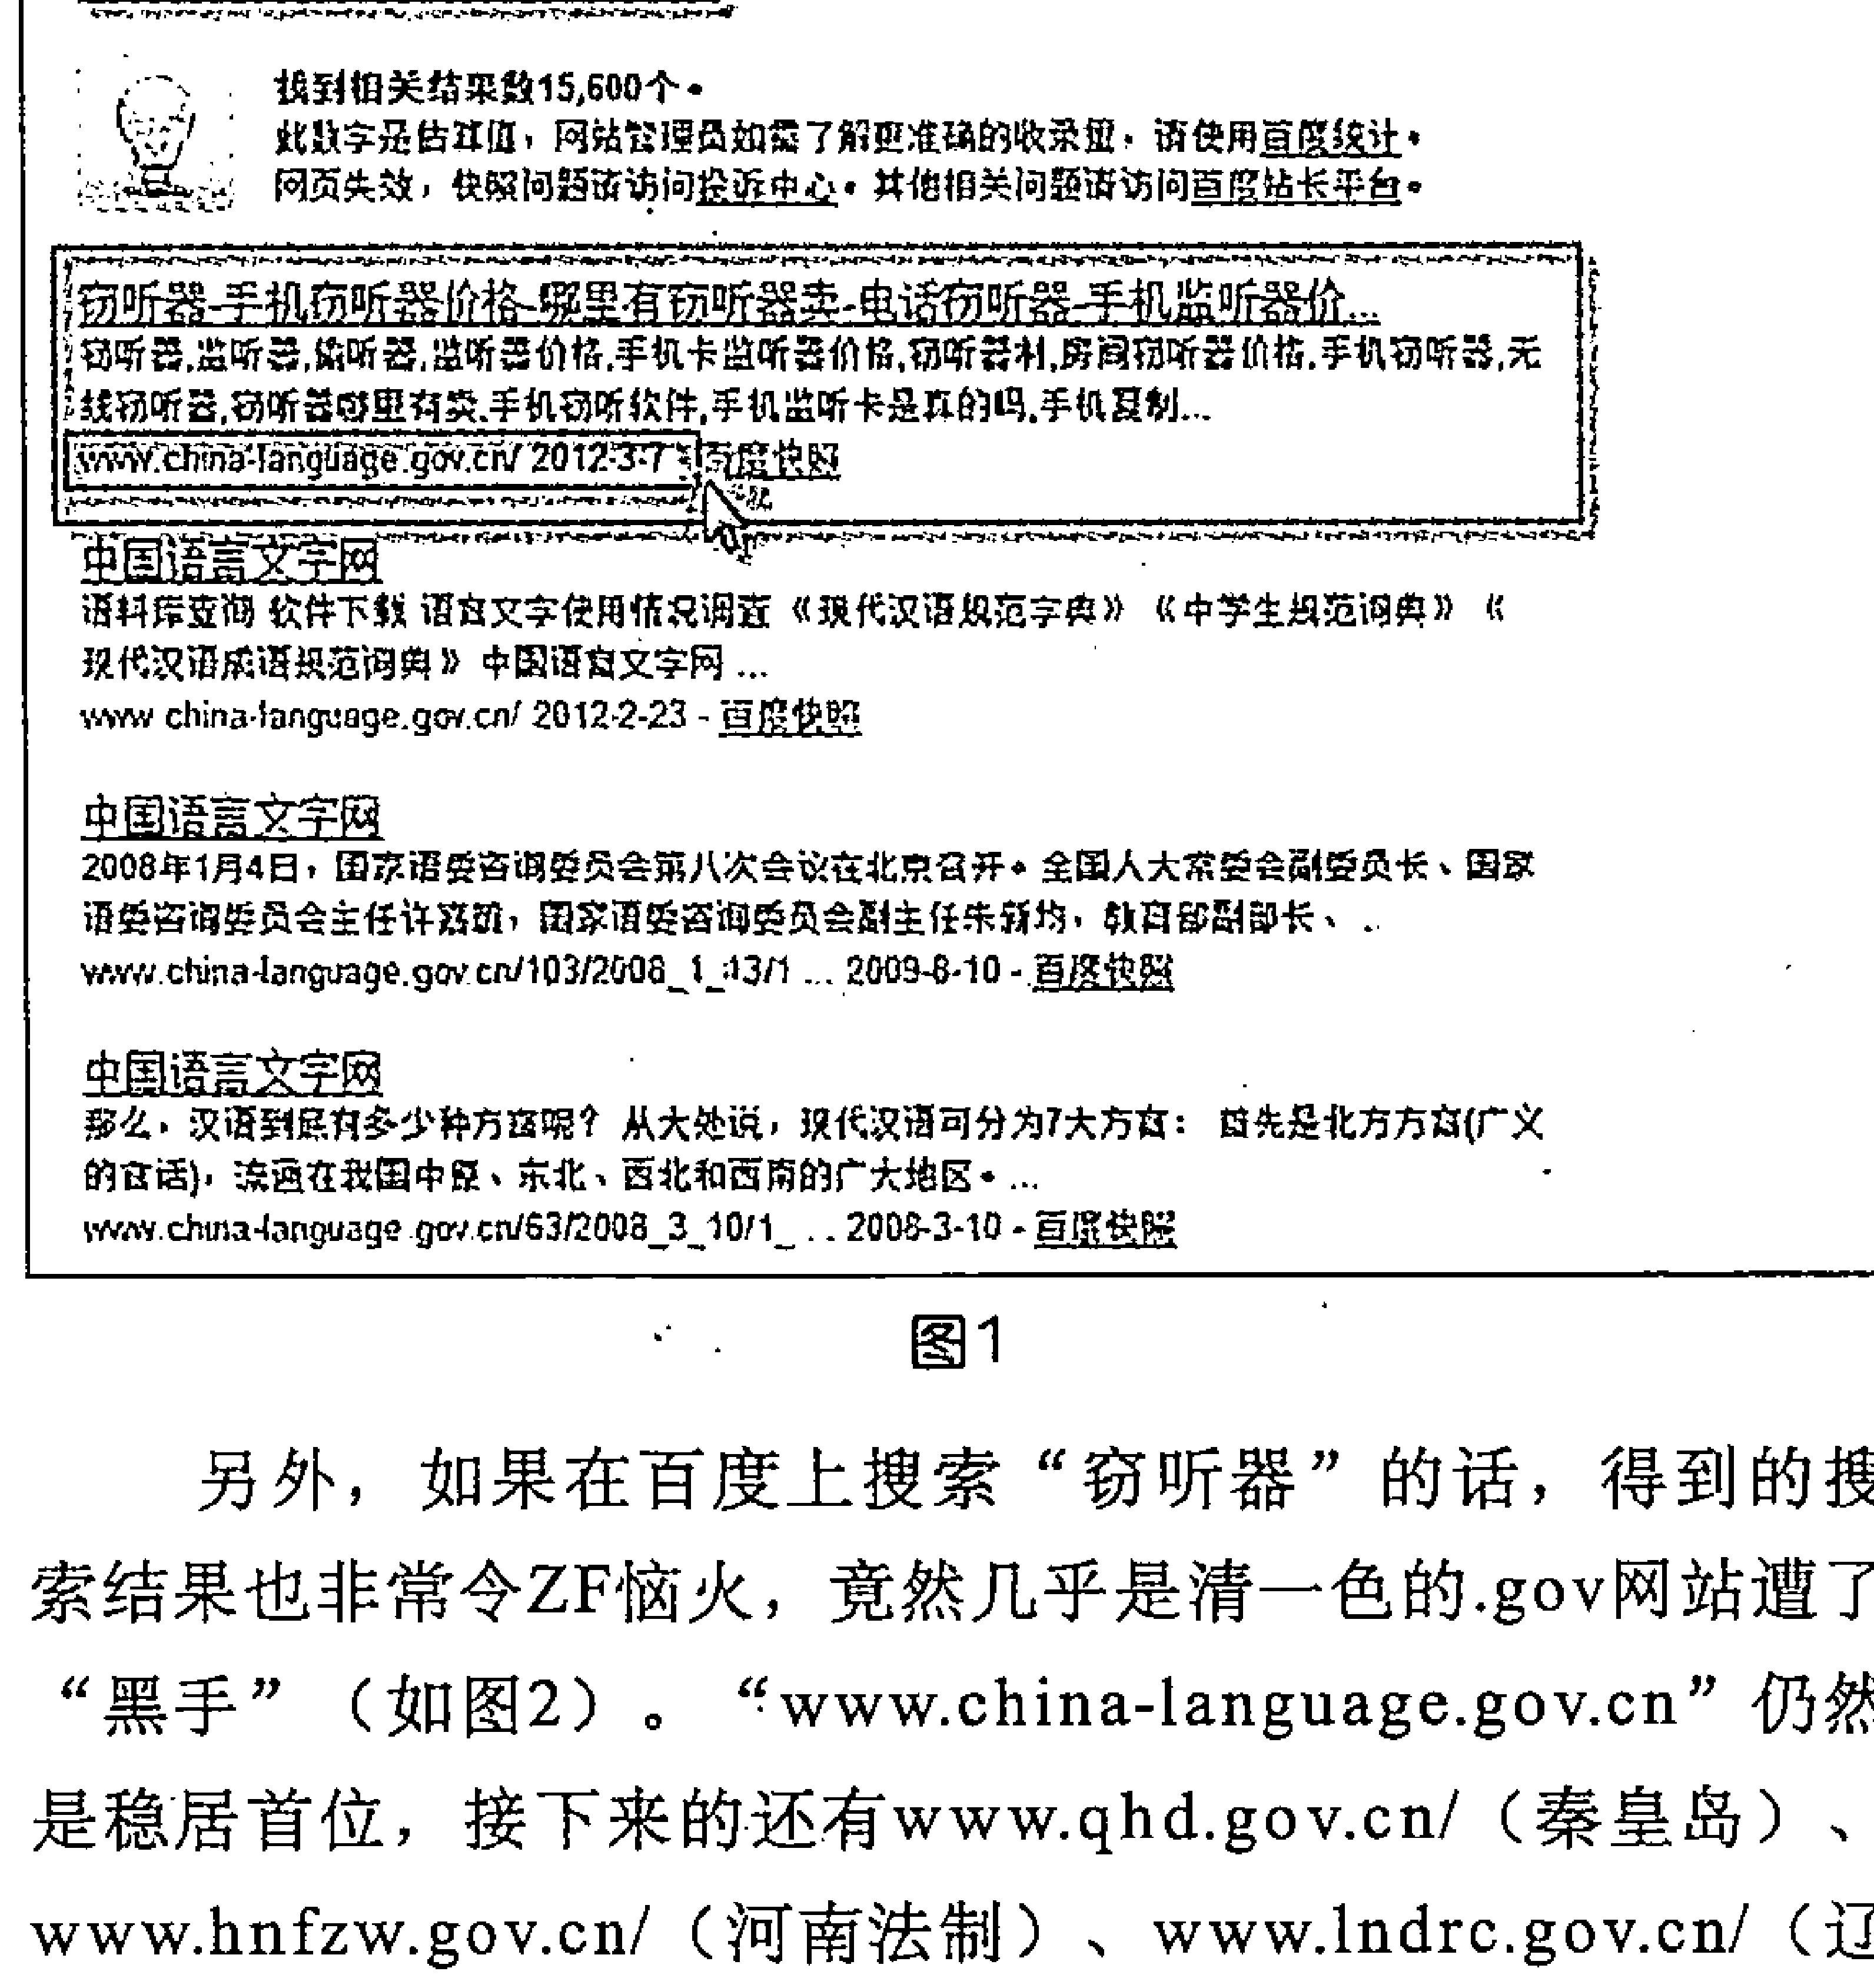 找到相关结果数15,600个。
此数字是估算值，网站管理员如需了解更准确的收录量，请使用百度统计。
网页失效，快照问题请访问投诉中心。其他相关问题请访问百度站长平台。
窃听器-手机窃听器价格-哪里有窃听器卖-电话窃听器-手机监听器价...
窃听器,监听器,偷听器,监听器价格,手机卡监听器价格,窃听器材,房间窃听器价格,手机窃听器,无
线窃听器,窃听器哪里有卖,手机窃听软件,手机监听卡是真的吗,手机复制...
www.china-language.gov.cn/ 2012-3-7 - 百度快照
中国语言文字网
语料库查询 软件下载 语言文字使用情况调查《现代汉语规范字典》《中学生规范词典》《
现代汉语成语规范词典》中国语言文字网 ...
www.china-language.gov.cn/ 2012-2-23 - 百度快照
中国语言文字网
2008年1月4日，国家语委咨询委员会第八次会议在北京召开。全国人大常委会副委员长、国家
语委咨询委员会主任许嘉璐，国家语委咨询委员会副主任朱新均，教育部副部长、..
www.china-language.gov.cn/103/2008_1_43/1 ... 2009-8-10 - 百度快照
中国语言文字网
那么，汉语到底有多少种方言呢？ 从大处说，现代汉语可分为7大方言： 首先是北方方言(广义
的官话)，流通在我国中原、东北、西北和西南的广大地区。...
www.china-language.gov.cn/63/2008_3_10/1_ ... 2008-3-10 - 百度快照
图1
另外，如果在百度上搜索“窃听器”的话，得到的搜
索结果也非常令ZF恼火，竟然几乎是清一色的.gov网站遭了
“黑手”（如图2）。“www.china-language.gov.cn”仍然
是稳居首位，接下来的还有www.qhd.gov.cn/（秦皇岛）、
www.hnfzw.gov.cn/（河南法制）、www.lndrc.gov.cn/（辽